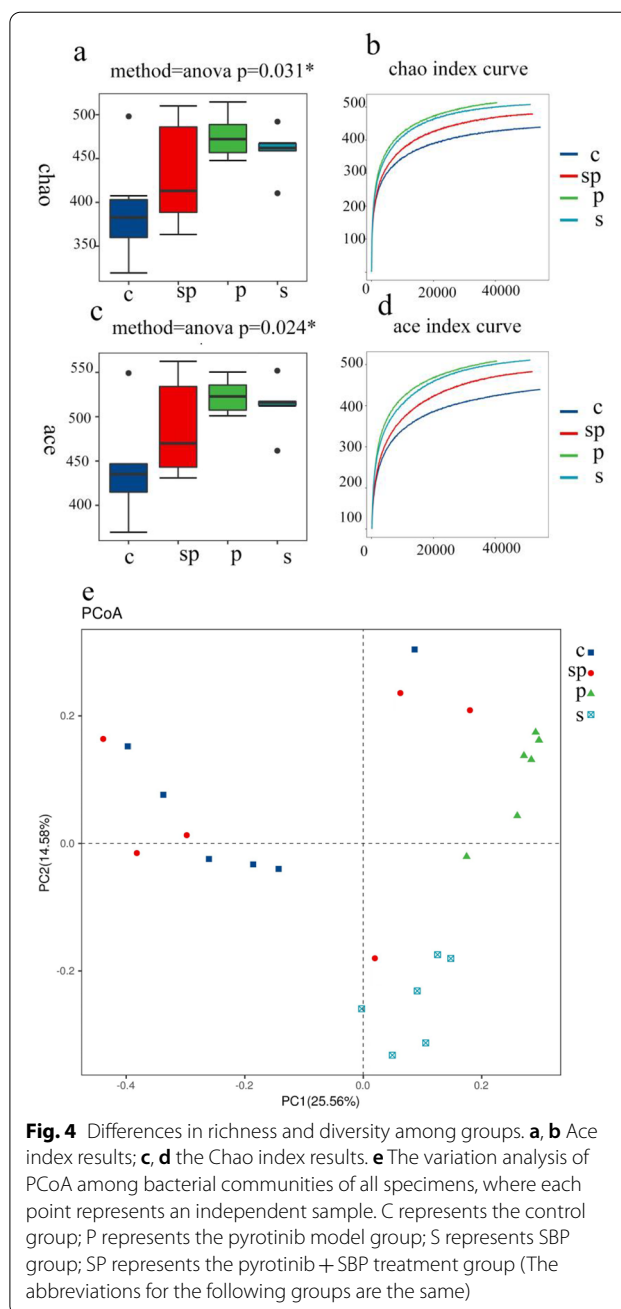 a
method=anova p=0.031*
500
450
400
350
chao
c sp p s
b
chao index curve
500
400
300
200
100
0 20000 40000
c
sp
p
s
c
method=anova p=0.024*
550
500
450
400
ace
c sp p s
d
ace index curve
500
400
300
200
100
0 20000 40000
c
sp
p
s
e
PCoA
c
sp
p
s
0.2
0.0
-0.2
PC2(14.58%)
-0.4 -0.2 0.0 0.2
PC1(25.56%)
Fig. 4 Differences in richness and diversity among groups. a, b Ace
index results; c, d the Chao index results. e The variation analysis of
PCoA among bacterial communities of all specimens, where each
point represents an independent sample. C represents the control
group; P represents the pyrotinib model group; S represents SBP
group; SP represents the pyrotinib + SBP treatment group (The
abbreviations for the following groups are the same)